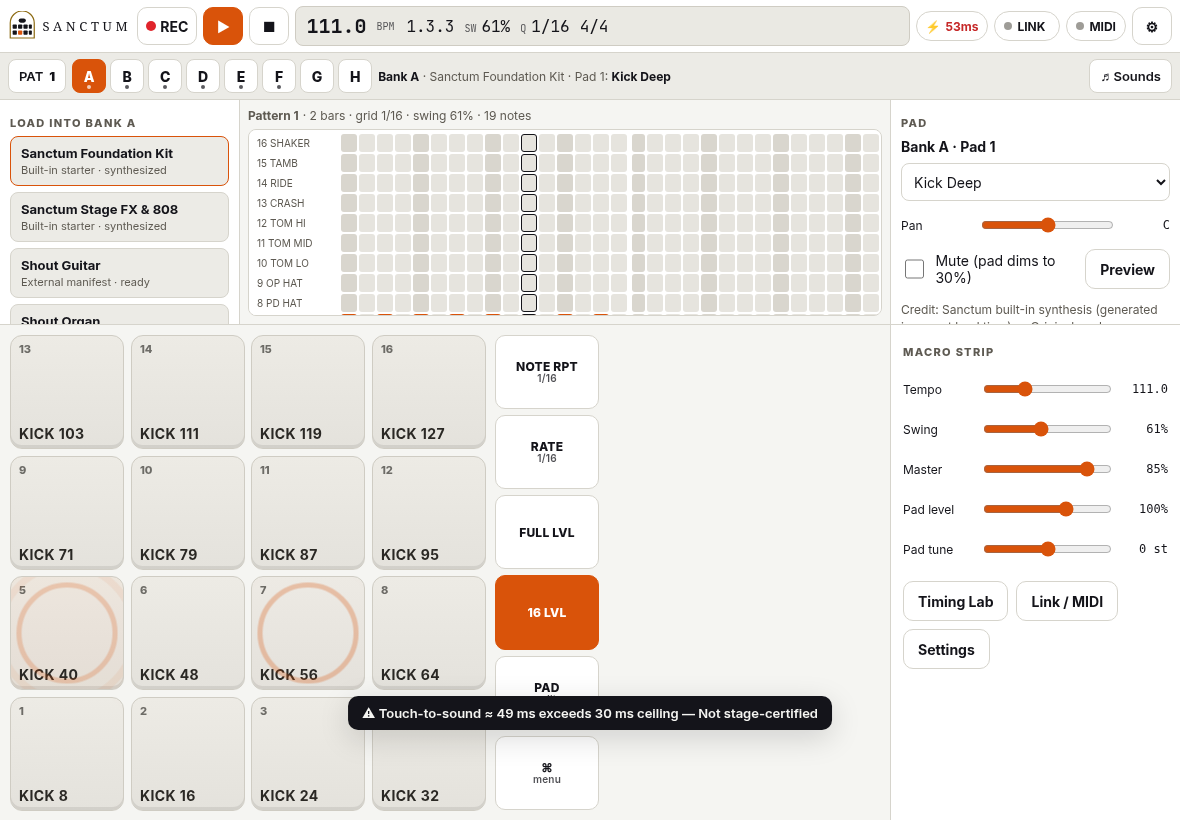 SANCTUM
REC
111.0 BPM 1.3.3 SW 61% Q 1/16 4/4
⚡ 53ms
LINK
MIDI
PAT 1
A
B
C
D
E
F
G
H
Bank A · Sanctum Foundation Kit · Pad 1: Kick Deep
♬ Sounds
LOAD INTO BANK A
Sanctum Foundation Kit
Built-in starter · synthesized
Sanctum Stage FX & 808
Built-in starter · synthesized
Shout Guitar
External manifest · ready
Shout Organ
Pattern 1 · 2 bars · grid 1/16 · swing 61% · 19 notes
16 SHAKER
15 TAMB
14 RIDE
13 CRASH
12 TOM HI
11 TOM MID
10 TOM LO
9 OP HAT
8 PD HAT
PAD
Bank A · Pad 1
Kick Deep
Pan
C
Mute (pad dims to
30%)
Preview
Credit: Sanctum built-in synthesis (generated
13
KICK 103
14
KICK 111
15
KICK 119
16
KICK 127
9
KICK 71
10
KICK 79
11
KICK 87
12
KICK 95
5
KICK 40
6
KICK 48
7
KICK 56
8
KICK 64
1
KICK 8
2
KICK 16
3
KICK 24
KICK 32
NOTE RPT
1/16
RATE
1/16
FULL LVL
16 LVL
PAD
⌘
menu
⚠ Touch-to-sound ≈ 49 ms exceeds 30 ms ceiling — Not stage-certified
MACRO STRIP
Tempo
111.0
Swing
61%
Master
85%
Pad level
100%
Pad tune
0 st
Timing Lab
Link / MIDI
Settings